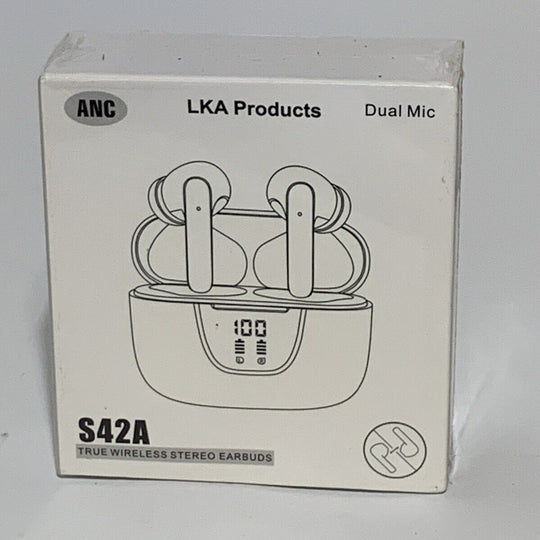 ANC
LKA Products
Dual Mic
100
S42A
TRUE WIRELESS STEREO EARBUDS